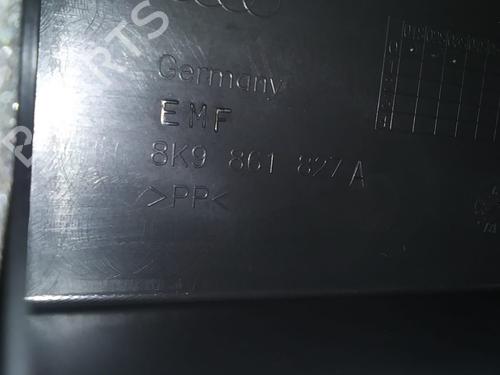 Germany
EMF
8K9 861 827 A
>PP<